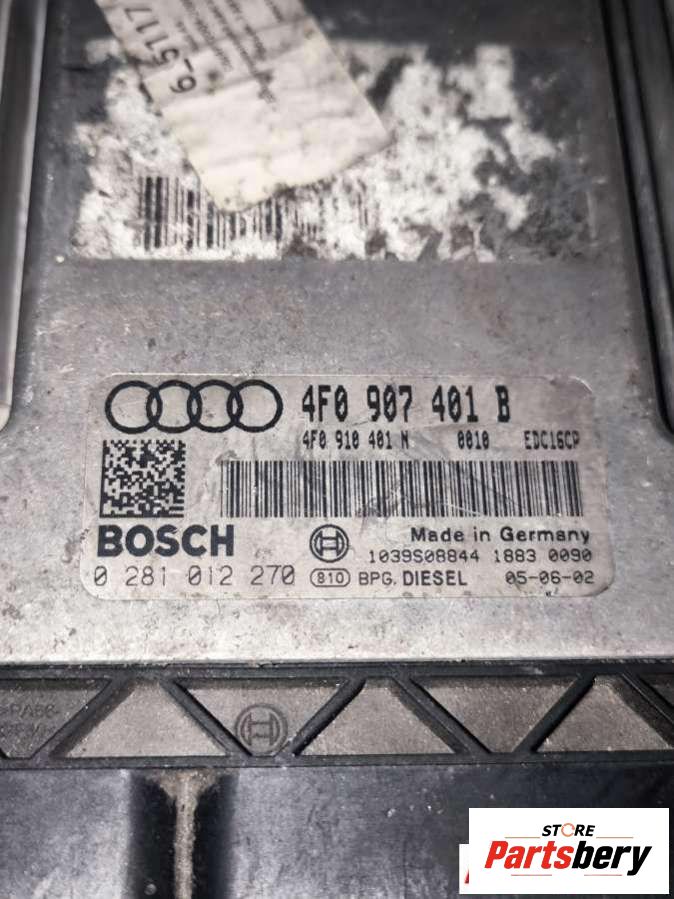 6_5117
4F0 907 401 B
4F0 910 401 N 0010 EDC16CP
BOSCH
Made in Germany
1039S08844 1883 0090
0 281 012 270 810 BPG. DIESEL 05-06-02
STORE
Partsbery